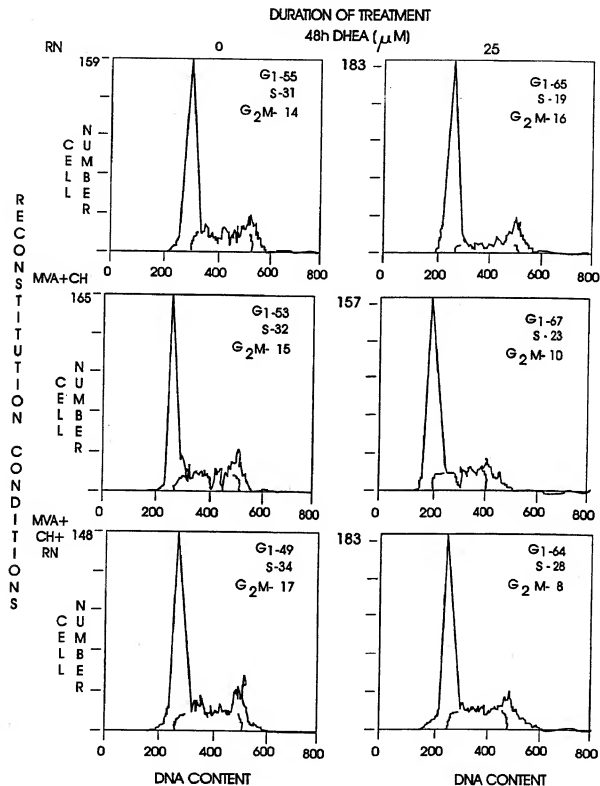 DURATION OF TREATMENT
48h DHEA (μM)
RN 0 25
159
G1-55
S-31
G2M- 14
CELL NUMBER
0 200 400 600 800
183
G1-65
S-19
G2M-16
0 200 400 600 800
RECONSTITUTION CONDITIONS
MVA+CH
165
G1-53
S-32
G2M- 15
CELL NUMBER
0 200 400 600 800
157
G1-67
S-23
G2M- 10
0 200 400 600 800
MVA+
CH+
RN
148
G1-49
S-34
G2M- 17
CELL NUMBER
0 200 400 600 800
DNA CONTENT
183
G1-64
S-28
G2M- 8
0 200 400 600 800
DNA CONTENT